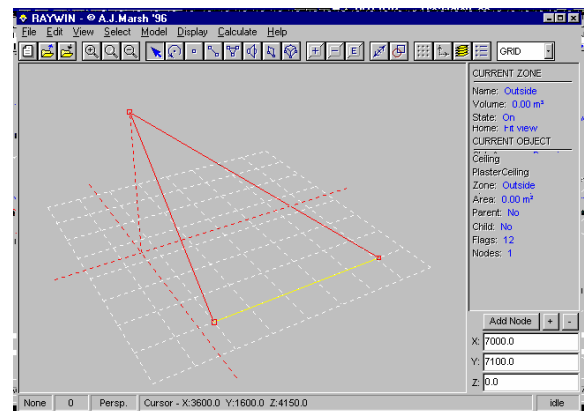 RAYWIN - © A.J.Marsh '96
File Edit View Select Model Display Calculate Help
E GRID
CURRENT ZONE
Name: Outside
Volume: 0.00 m³
State: On
Home: Fit view
CURRENT OBJECT
Ceiling
PlasterCeiling
Zone: Outside
Area: 0.00 m²
Parent: No
Child: No
Flags: 12
Nodes: 1
Add Node + -
X: 7000.0
Y: 7100.0
Z: 0.0
None 0 Persp. Cursor - X:3600.0 Y:1600.0 Z:4150.0 idle